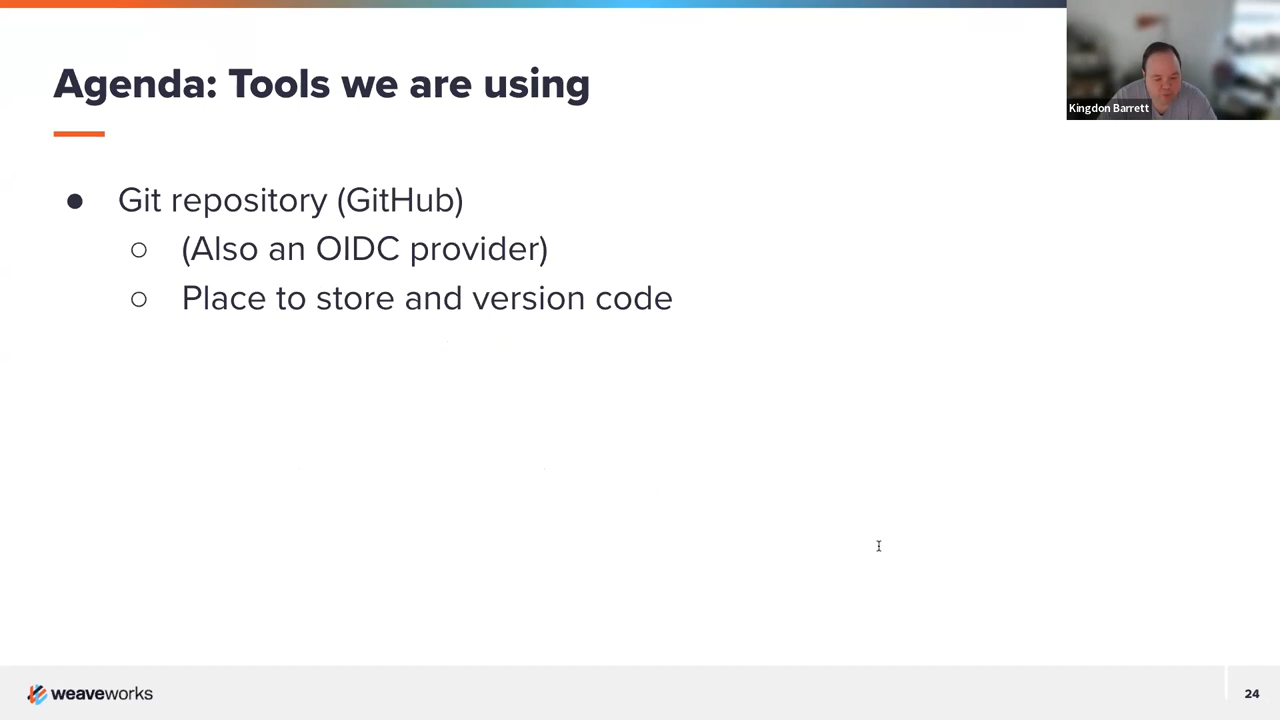 Agenda: Tools we are using
Kingdon Barrett
● Git repository (GitHub)
○ (Also an OIDC provider)
○ Place to store and version code
weaveworks
24